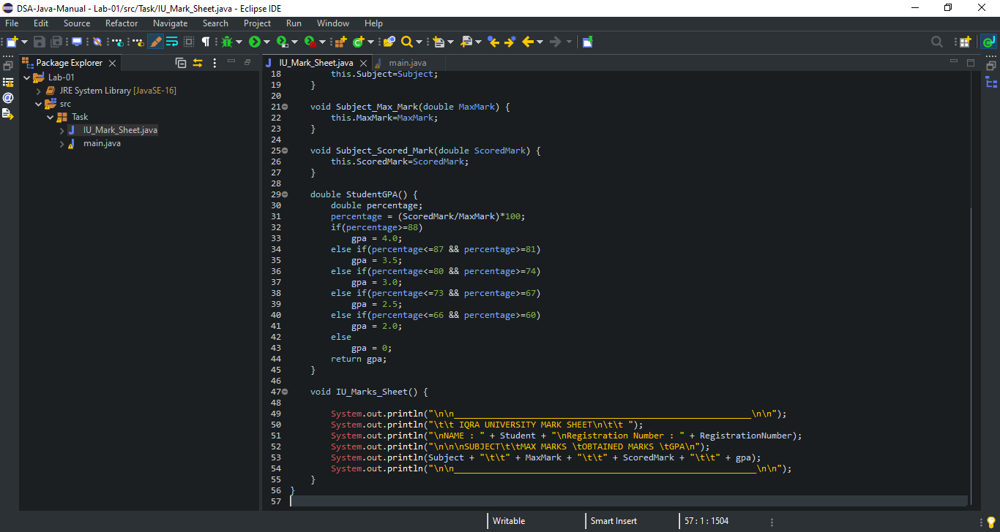 DSA-Java-Manual - Lab-01/src/Task/IU_Mark_Sheet.java - Eclipse IDE
File Edit Source Refactor Navigate Search Project Run Window Help
Package Explorer
Lab-01
JRE System Library [JavaSE-16]
src
Task
IU_Mark_Sheet.java
main.java
IU_Mark_Sheet.java main.java
18 this.Subject=Subject;
19 }
20
21 void Subject_Max_Mark(double MaxMark) {
22 this.MaxMark=MaxMark;
23 }
24
25 void Subject_Scored_Mark(double ScoredMark) {
26 this.ScoredMark=ScoredMark;
27 }
28
29 double StudentGPA() {
30 double percentage;
31 percentage = (ScoredMark/MaxMark)*100;
32 if(percentage>=88)
33 gpa = 4.0;
34 else if(percentage<=87 && percentage>=81)
35 gpa = 3.5;
36 else if(percentage<=80 && percentage>=74)
37 gpa = 3.0;
38 else if(percentage<=73 && percentage>=67)
39 gpa = 2.5;
40 else if(percentage<=66 && percentage>=60)
41 gpa = 2.0;
42 else
43 gpa = 0;
44 return gpa;
45 }
46
47 void IU_Marks_Sheet() {
48
49 System.out.println("\n\n__________________________________________________________\n\n");
50 System.out.println("\t\t IQRA UNIVERSITY MARK SHEET\n\t\t ");
51 System.out.println("\nNAME : " + Student + "\nRegistration Number : " + RegistrationNumber);
52 System.out.println("\n\n\nSUBJECT\t\tMAX MARKS \tOBTAINED MARKS \tGPA\n");
53 System.out.println(Subject + "\t\t" + MaxMark + "\t\t" + ScoredMark + "\t\t" + gpa);
54 System.out.println("\n\n___________________________________________________________\n\n");
55 }
56 }
57
Writable Smart Insert 57 : 1 : 1504